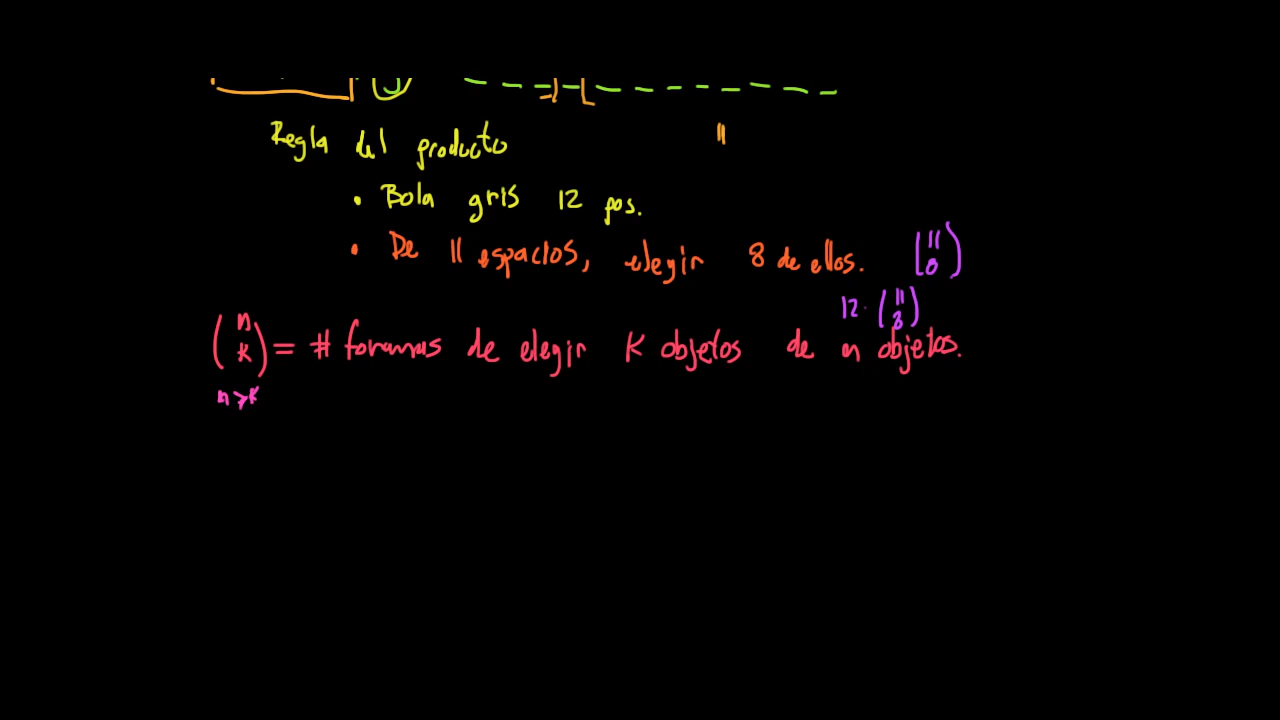 Regla del producto
11
• Bola gris 12 pos.
• De 11 espacios, elegir 8 de ellos. (11 8)
12 · (11 8)
(n k) = # foramas de elegir K objetos de n objetos.
n > K